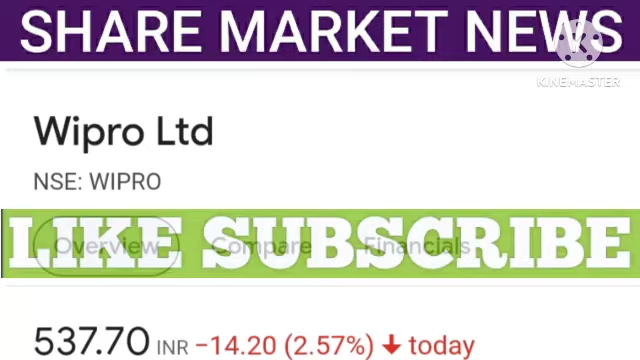 SHARE MARKET NEWS
KINEMASTER
Wipro Ltd
NSE: WIPRO
LIKE SUBSCRIBE
Overview Compare Financials
537.70 INR −14.20 (2.57%) ↓ today